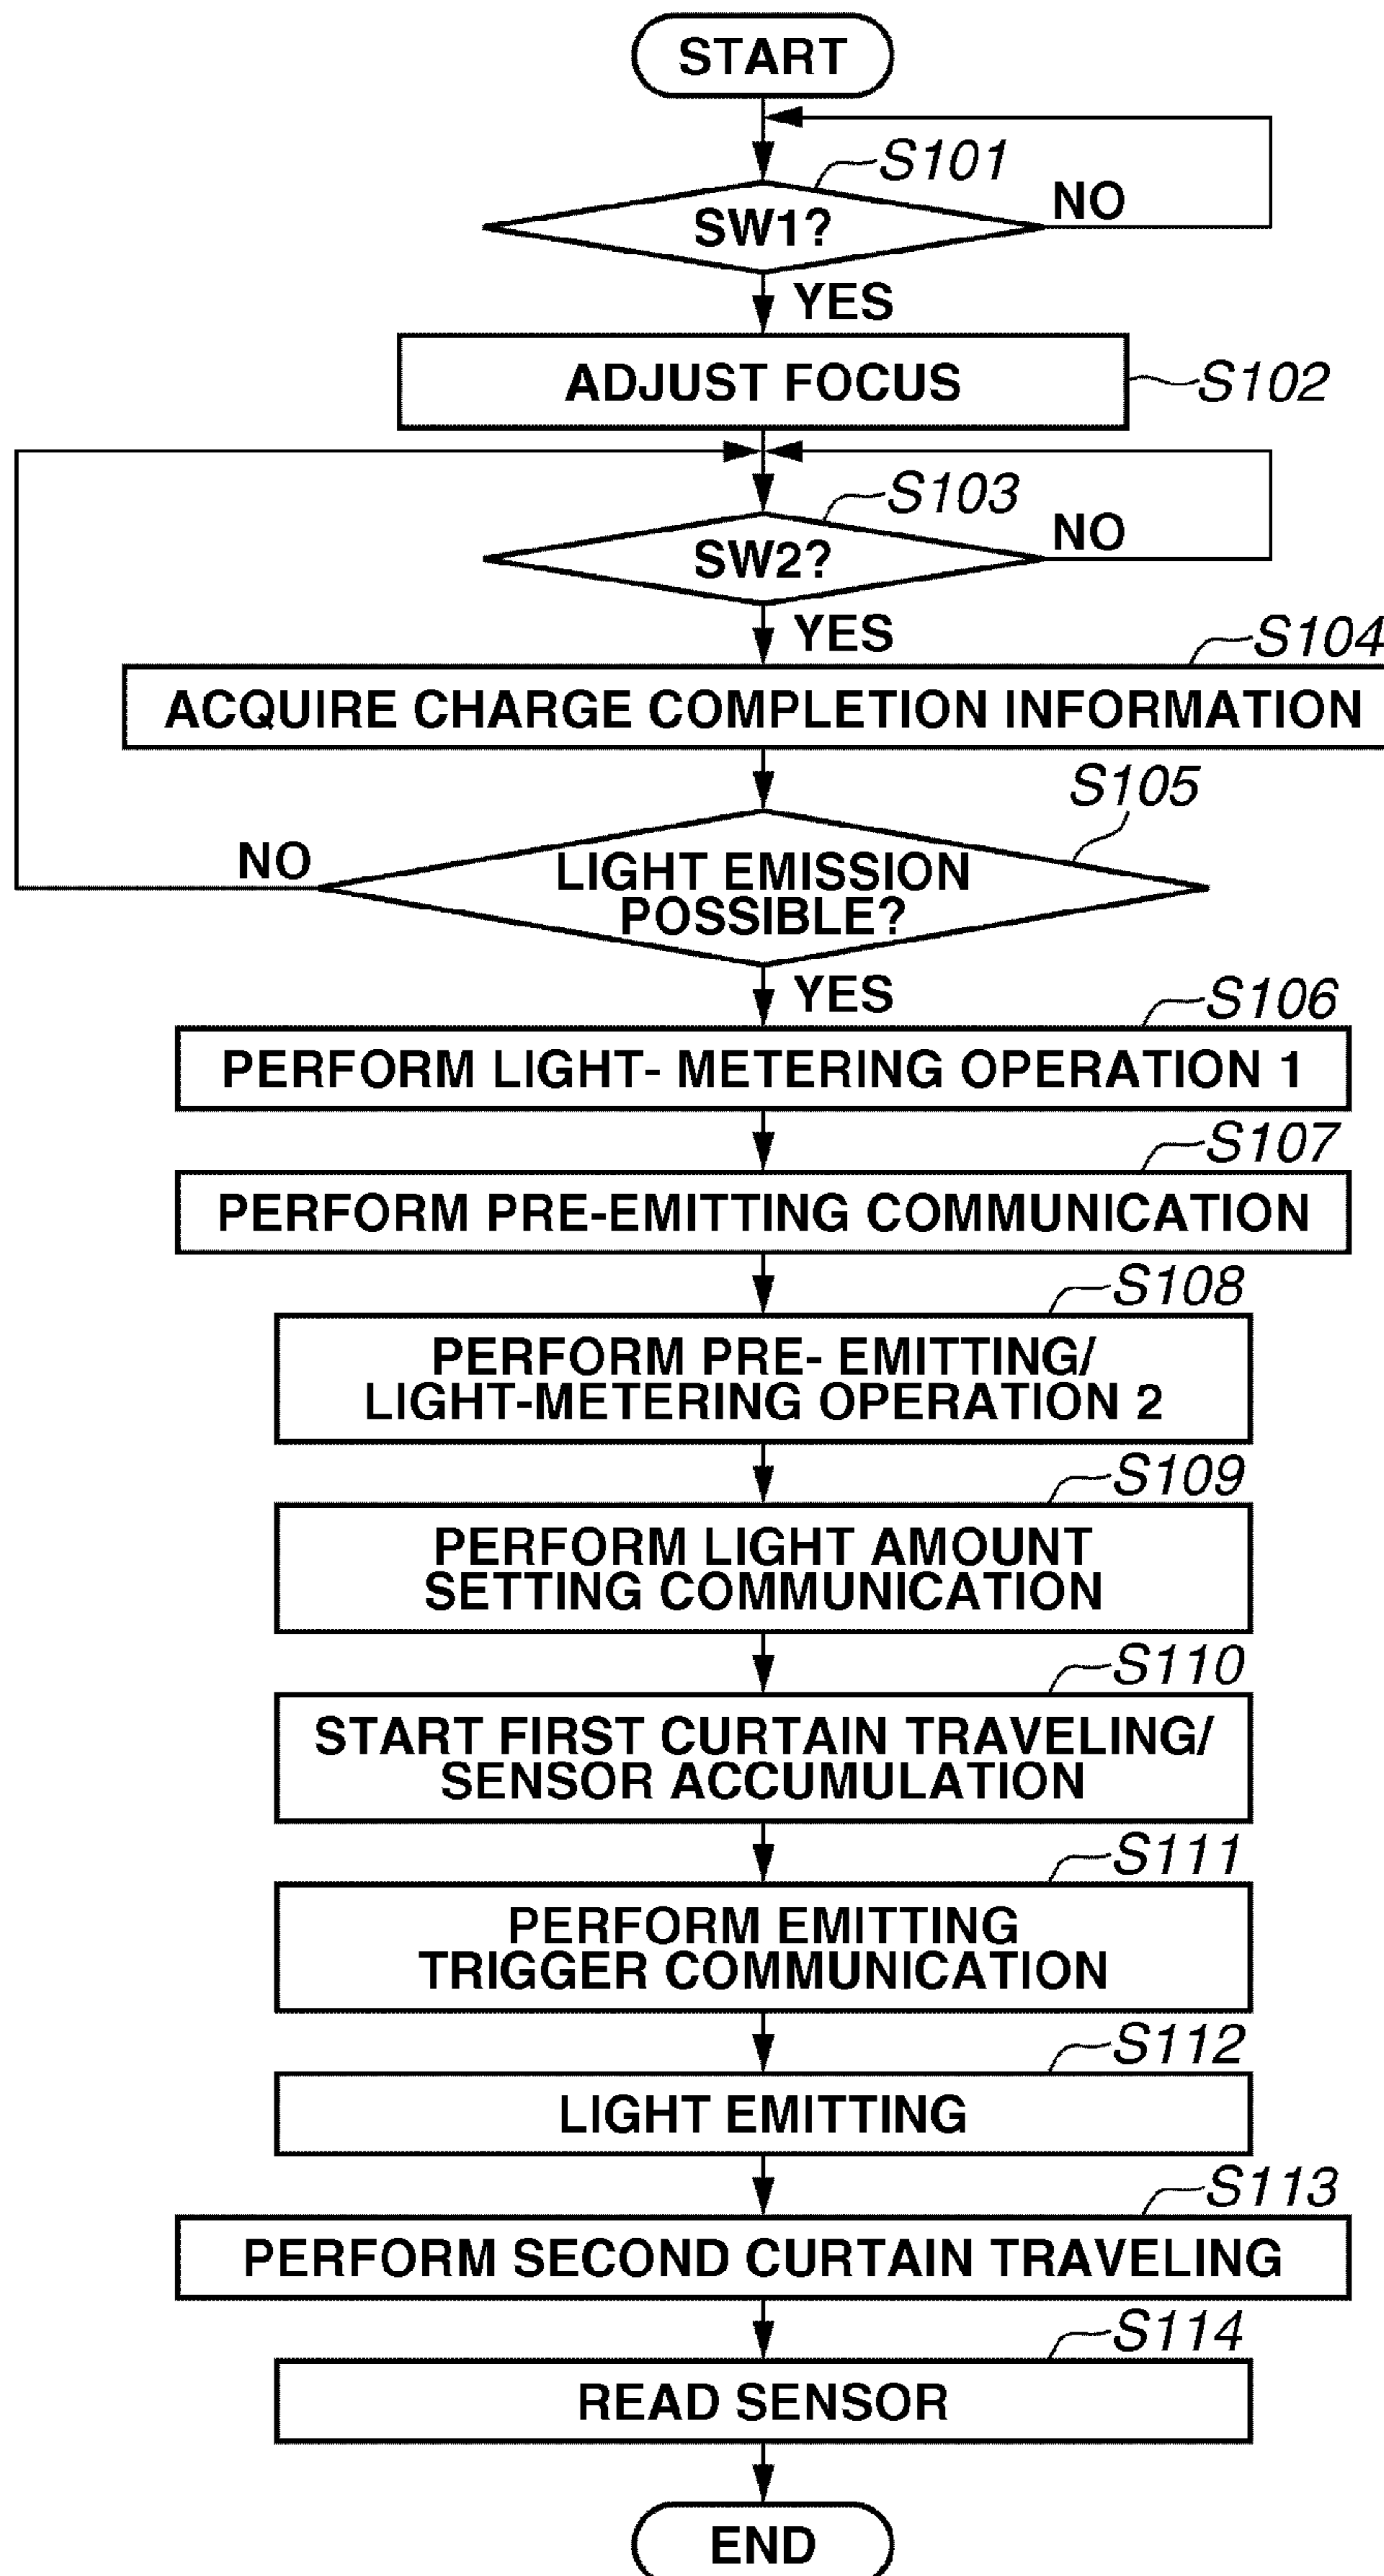 START
S101
SW1?
NO
YES
ADJUST FOCUS
S102
S103
SW2?
NO
YES
S104
ACQUIRE CHARGE COMPLETION INFORMATION
S105
NO
LIGHT EMISSION
POSSIBLE?
YES
S106
PERFORM LIGHT- METERING OPERATION 1
S107
PERFORM PRE-EMITTING COMMUNICATION
S108
PERFORM PRE- EMITTING/
LIGHT-METERING OPERATION 2
S109
PERFORM LIGHT AMOUNT
SETTING COMMUNICATION
S110
START FIRST CURTAIN TRAVELING/
SENSOR ACCUMULATION
S111
PERFORM EMITTING
TRIGGER COMMUNICATION
S112
LIGHT EMITTING
S113
PERFORM SECOND CURTAIN TRAVELING
S114
READ SENSOR
END